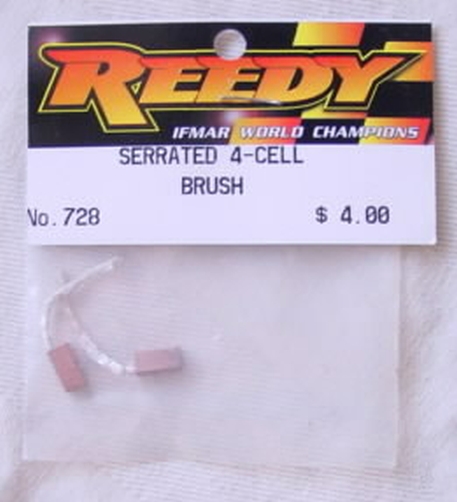 REEDY
IFMAR WORLD CHAMPIONS
SERRATED 4-CELL
BRUSH
No.728 $ 4.00